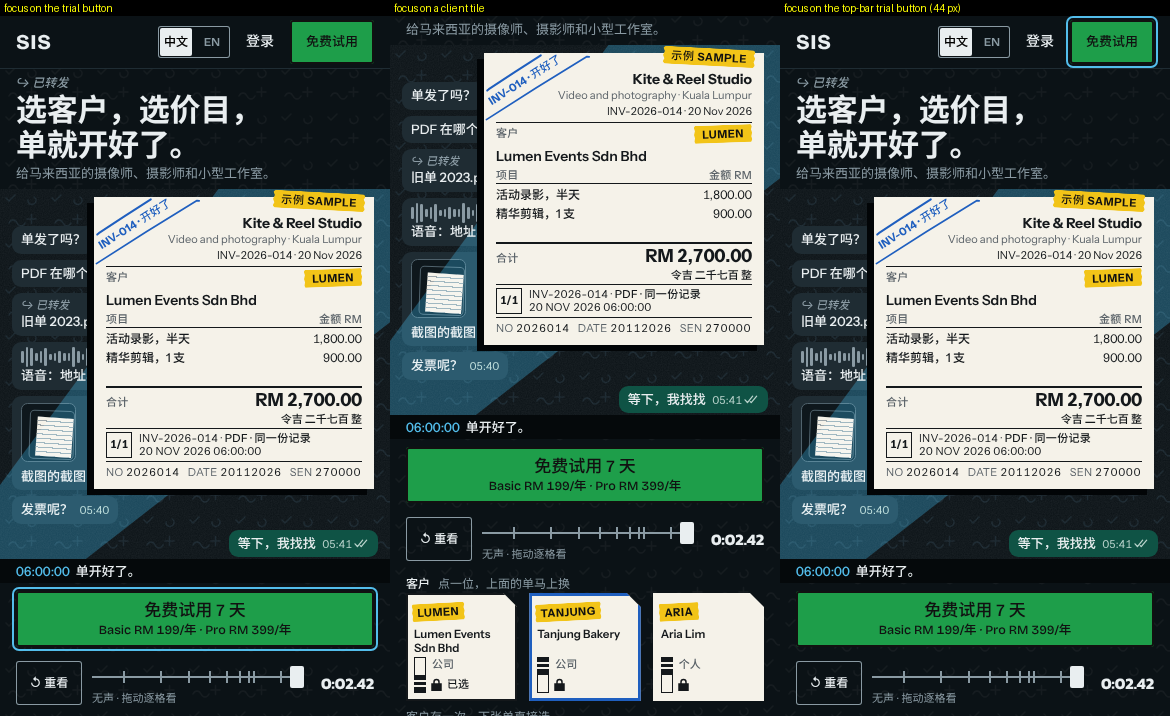 focus on the trial button
SIS
中文 EN
登录
免费试用
已转发
选客户，选价目，
单就开好了。
给马来西亚的摄像师、摄影师和小型工作室。
示例 SAMPLE
INV-014 · 开好了
Kite & Reel Studio
Video and photography · Kuala Lumpur
INV-2026-014 · 20 Nov 2026
单发了吗?
PDF 在哪个
已转发
旧单 2023.p
语音：地址
截图的截图
发票呢？ 05:40
客户
LUMEN
Lumen Events Sdn Bhd
项目 金额 RM
活动录影，半天 1,800.00
精华剪辑，1 支 900.00
合计 RM 2,700.00
令吉 二千七百 整
1/1
INV-2026-014 · PDF · 同一份记录
20 NOV 2026 06:00:00
NO 2026014 DATE 20112026 SEN 270000
等下，我找找 05:41
06:00:00 单开好了。
免费试用 7 天
Basic RM 199/年 · Pro RM 399/年
重看
0:02.42
无声 · 拖动逐格看
focus on a client tile
给马来西亚的摄像师、摄影师和小型工作室。
示例 SAMPLE
INV-014 · 开好了
Kite & Reel Studio
Video and photography · Kuala Lumpur
INV-2026-014 · 20 Nov 2026
单发了吗?
PDF 在哪个
已转发
旧单 2023.p
语音：地址
截图的截图
发票呢？ 05:40
客户
LUMEN
Lumen Events Sdn Bhd
项目 金额 RM
活动录影，半天 1,800.00
精华剪辑，1 支 900.00
合计 RM 2,700.00
令吉 二千七百 整
1/1
INV-2026-014 · PDF · 同一份记录
20 NOV 2026 06:00:00
NO 2026014 DATE 20112026 SEN 270000
等下，我找找 05:41
06:00:00 单开好了。
免费试用 7 天
Basic RM 199/年 · Pro RM 399/年
重看
0:02.42
无声 · 拖动逐格看
客户 点一位，上面的单马上换
LUMEN
Lumen Events
Sdn Bhd
公司
已选
TANJUNG
Tanjung Bakery
公司
ARIA
Aria Lim
个人
focus on the top-bar trial button (44 px)
SIS
中文 EN
登录
免费试用
已转发
选客户，选价目，
单就开好了。
给马来西亚的摄像师、摄影师和小型工作室。
示例 SAMPLE
INV-014 · 开好了
Kite & Reel Studio
Video and photography · Kuala Lumpur
INV-2026-014 · 20 Nov 2026
单发了吗?
PDF 在哪个
已转发
旧单 2023.p
语音：地址
截图的截图
发票呢？ 05:40
客户
LUMEN
Lumen Events Sdn Bhd
项目 金额 RM
活动录影，半天 1,800.00
精华剪辑，1 支 900.00
合计 RM 2,700.00
令吉 二千七百 整
1/1
INV-2026-014 · PDF · 同一份记录
20 NOV 2026 06:00:00
NO 2026014 DATE 20112026 SEN 270000
等下，我找找 05:41
06:00:00 单开好了。
免费试用 7 天
Basic RM 199/年 · Pro RM 399/年
重看
0:02.42
无声 · 拖动逐格看